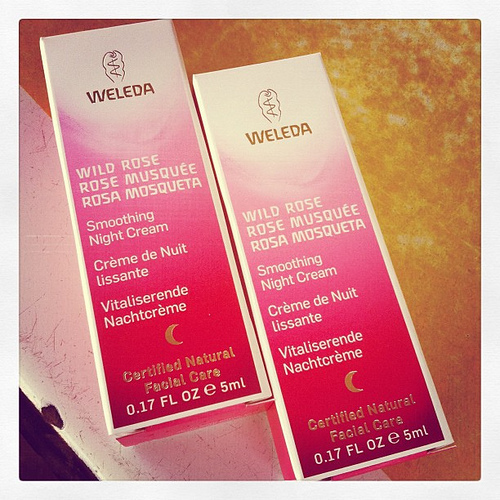 WELEDA
WILD ROSE
ROSE MUSQUÉE
ROSA MOSQUETA
Smoothing
Night Cream
Crème de Nuit
lissante
Vitaliserende
Nachtcrème
Certified Natural
Facial Care
0.17 FL OZ e 5ml
WELEDA
WILD ROSE
ROSE MUSQUÉE
ROSA MOSQUETA
Smoothing
Night Cream
Crème de Nuit
lissante
Vitaliserende
Nachtcrème
Certified Natural
Facial Care
0.17 FL OZ e 5ml